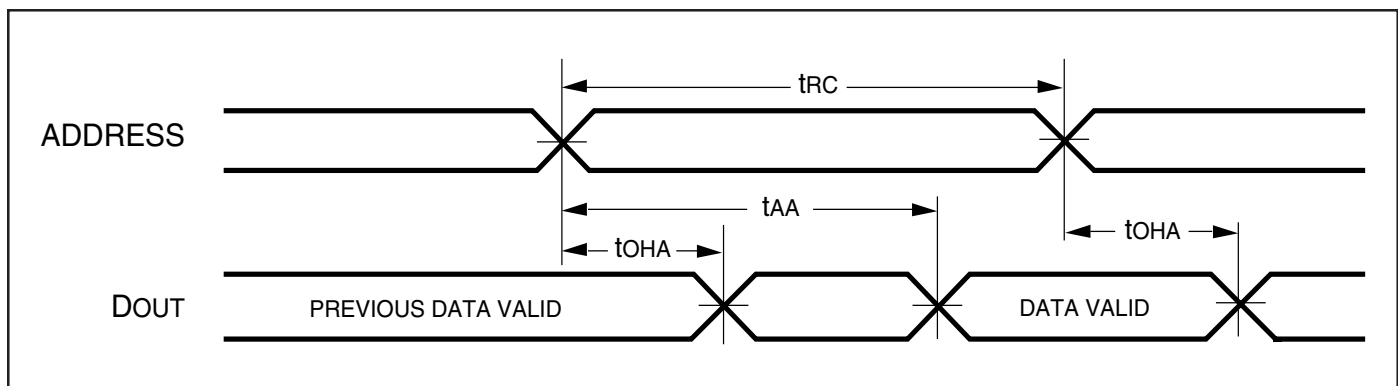 tRC
ADDRESS
tAA
tOHA
tOHA
DOUT
PREVIOUS DATA VALID
DATA VALID